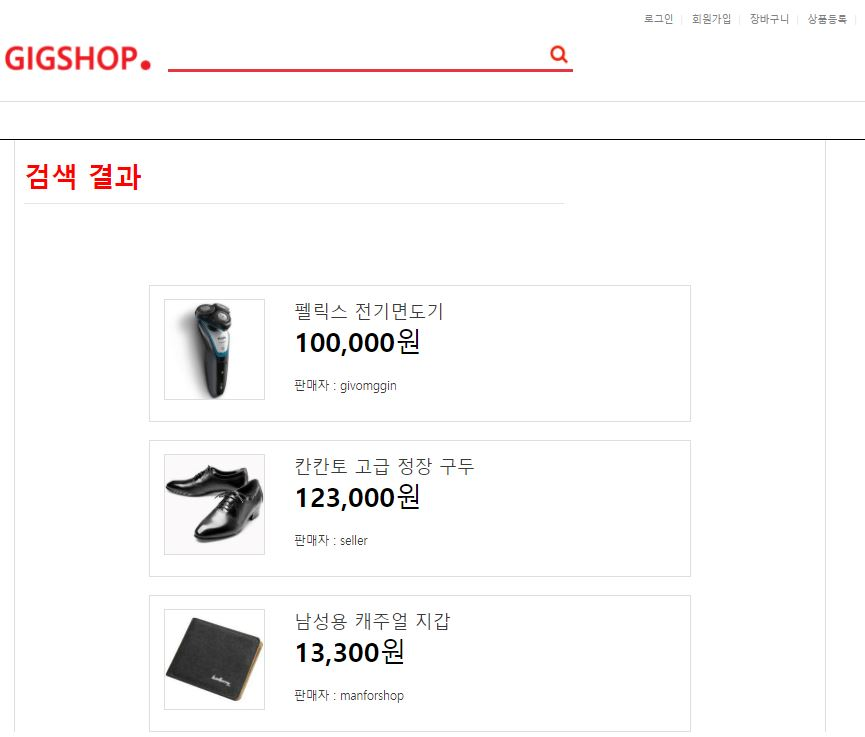 로그인 회원가입 장바구니 상품등록
GIGSHOP.
검색 결과
펠릭스 전기면도기
100,000원
판매자 : givomggin
칸칸토 고급 정장 구두
123,000원
판매자 : seller
남성용 캐주얼 지갑
13,300원
판매자 : manforshop